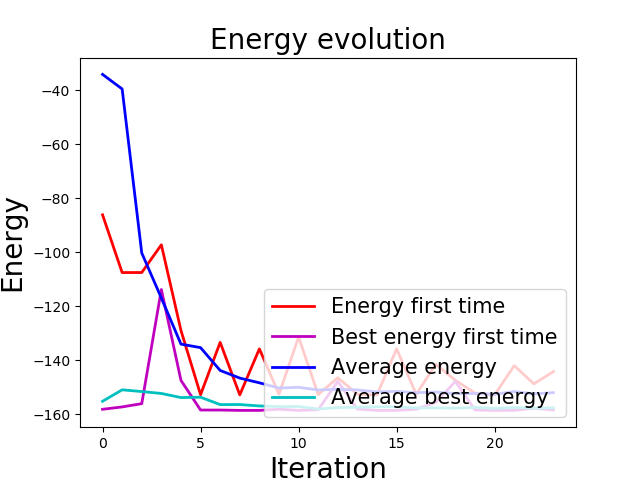 Energy evolution
Energy
−40
−60
−80
−100
−120
−140
−160
Energy first time
Best energy first time
Average energy
Average best energy
0
5
10
15
20
Iteration